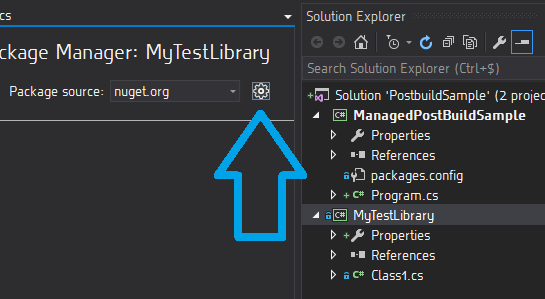 cs
Solution Explorer
ckage Manager: MyTestLibrary
Package source: nuget.org
Search Solution Explorer (Ctrl+$)
Solution 'PostbuildSample' (2 projec
C# ManagedPostBuildSample
Properties
References
packages.config
C# Program.cs
C# MyTestLibrary
Properties
References
C# Class1.cs